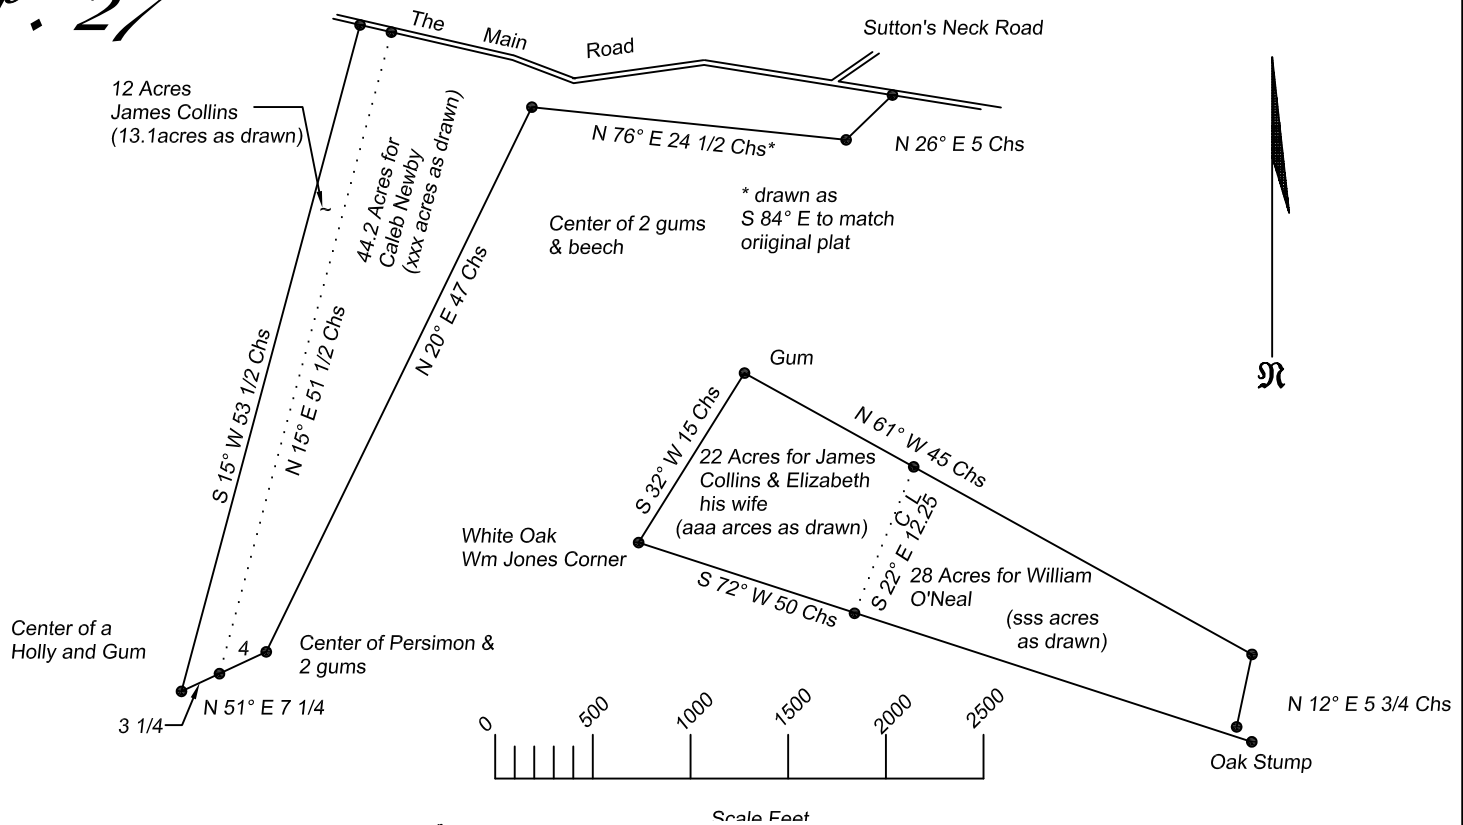 P. 27
The Main Road
Sutton's Neck Road
12 Acres
James Collins
(13.1acres as drawn)
44.2 Acres for
Caleb Newby
(xxx acres as drawn)
N 76° E 24 1/2 Chs*
N 26° E 5 Chs
* drawn as
S 84° E to match
oriiginal plat
Center of 2 gums
& beech
N 20° E 47 Chs
S 15° W 53 1/2 Chs
N 15° E 51 1/2 Chs
Gum
N 61° W 45 Chs
S 32° W 15 Chs
22 Acres for James
Collins & Elizabeth
his wife
(aaa arces as drawn)
C L
S 22° E 12.25
White Oak
Wm Jones Corner
S 72° W 50 Chs
28 Acres for William
O'Neal
(sss acres
as drawn)
Center of a
Holly and Gum
4
Center of Persimon &
2 gums
3 1/4
N 51° E 7 1/4
N 12° E 5 3/4 Chs
Oak Stump
0 500 1000 1500 2000 2500
Scale Feet
N